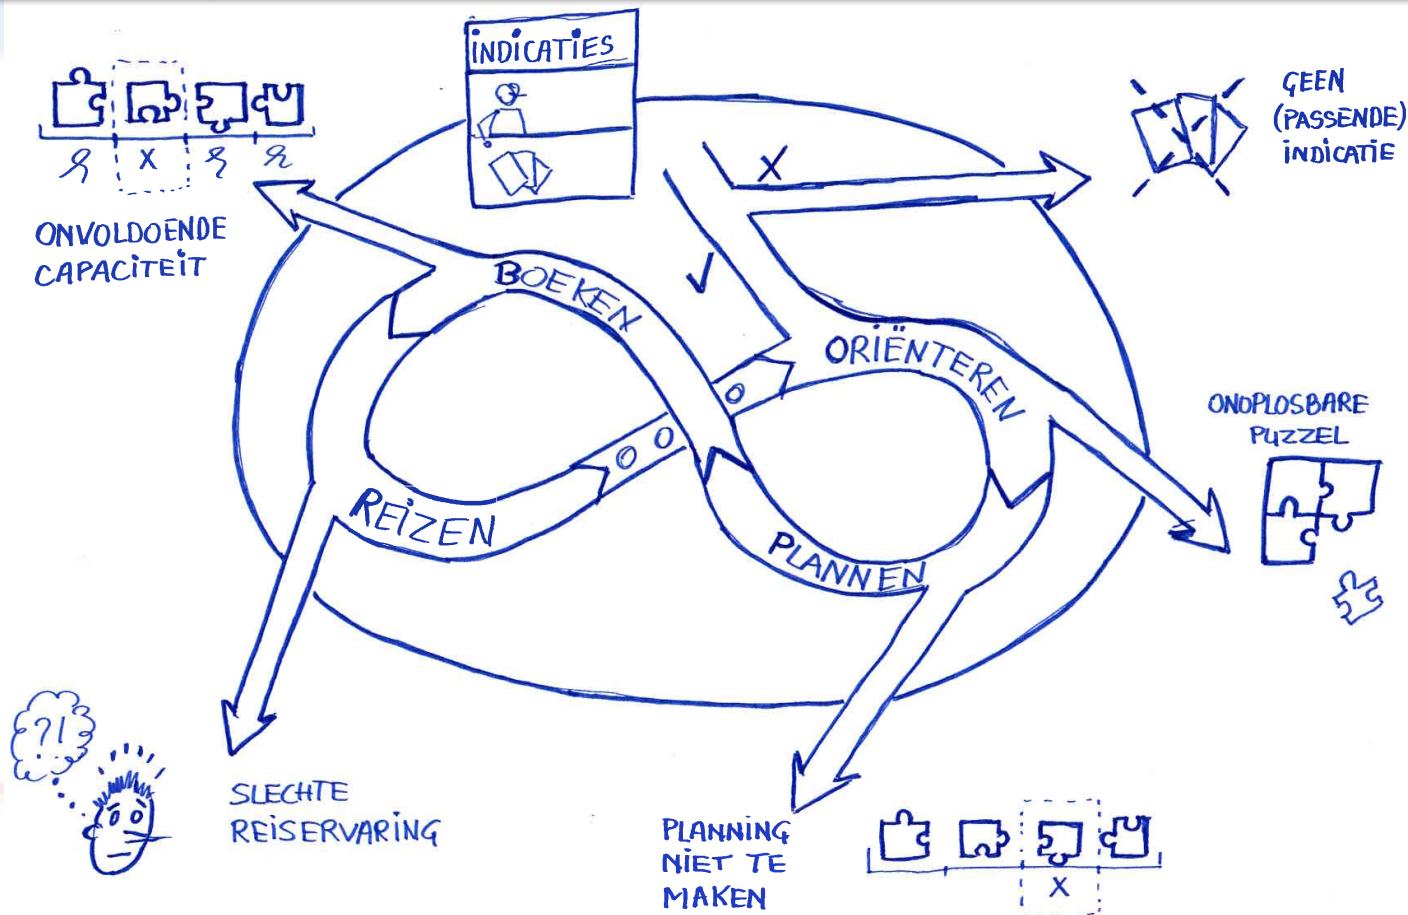 INDICATIES
GEEN
(PASSENDE)
INDICATIE
X
X
ONVOLDOENDE
CAPACITEIT
BOEKEN
ORIËNTEREN
ONOPLOSBARE
PUZZEL
REIZEN
PLANNEN
?!
SLECHTE
REISERVARING
PLANNING
NIET TE
MAKEN
X